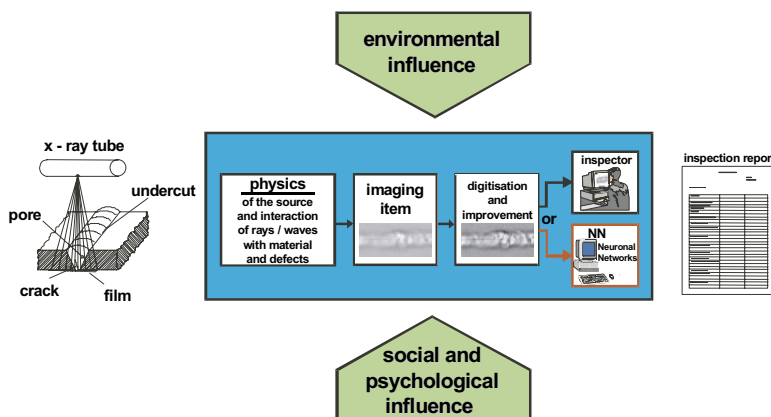 environmental
influence
x - ray tube
undercut
pore
crack
film
physics
of the source
and interaction
of rays / waves
with material
and defects
imaging
item
digitisation
and
improvement
or
inspector
NN
Neuronal
Networks
inspection report
social and
psychological
influence